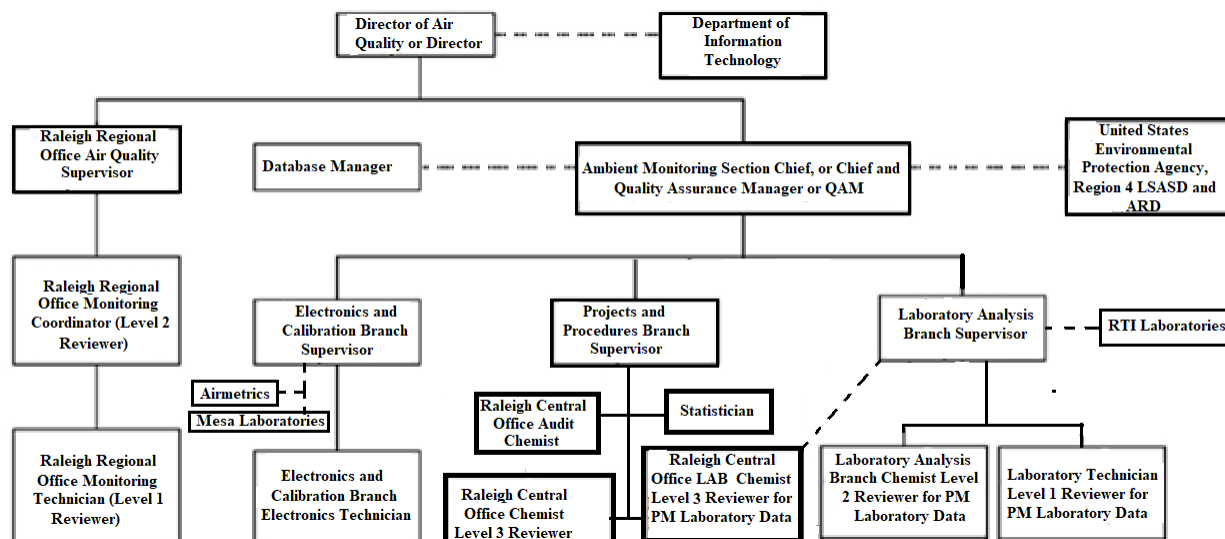 Director of Air
Quality or Director
Department of
Information
Technology
Raleigh Regional
Office Air Quality
Supervisor
Database Manager
Ambient Monitoring Section Chief, or Chief and
Quality Assurance Manager or QAM
United States
Environmental
Protection Agency,
Region 4 LSASD and
ARD
Raleigh Regional
Office Monitoring
Coordinator (Level 2
Reviewer)
Electronics and
Calibration Branch
Supervisor
Projects and
Procedures Branch
Supervisor
Laboratory Analysis
Branch Supervisor
RTI Laboratories
Airmetrics
Mesa Laboratories
Raleigh Central
Office Audit
Chemist
Statistician
Raleigh Regional
Office Monitoring
Technician (Level 1
Reviewer)
Electronics and
Calibration Branch
Electronics Technician
Raleigh Central
Office Chemist
Level 3 Reviewer
Raleigh Central
Office LAB Chemist
Level 3 Reviewer for
PM Laboratory Data
Laboratory Analysis
Branch Chemist Level
2 Reviewer for PM
Laboratory Data
Laboratory Technician
Level 1 Reviewer for
PM Laboratory Data